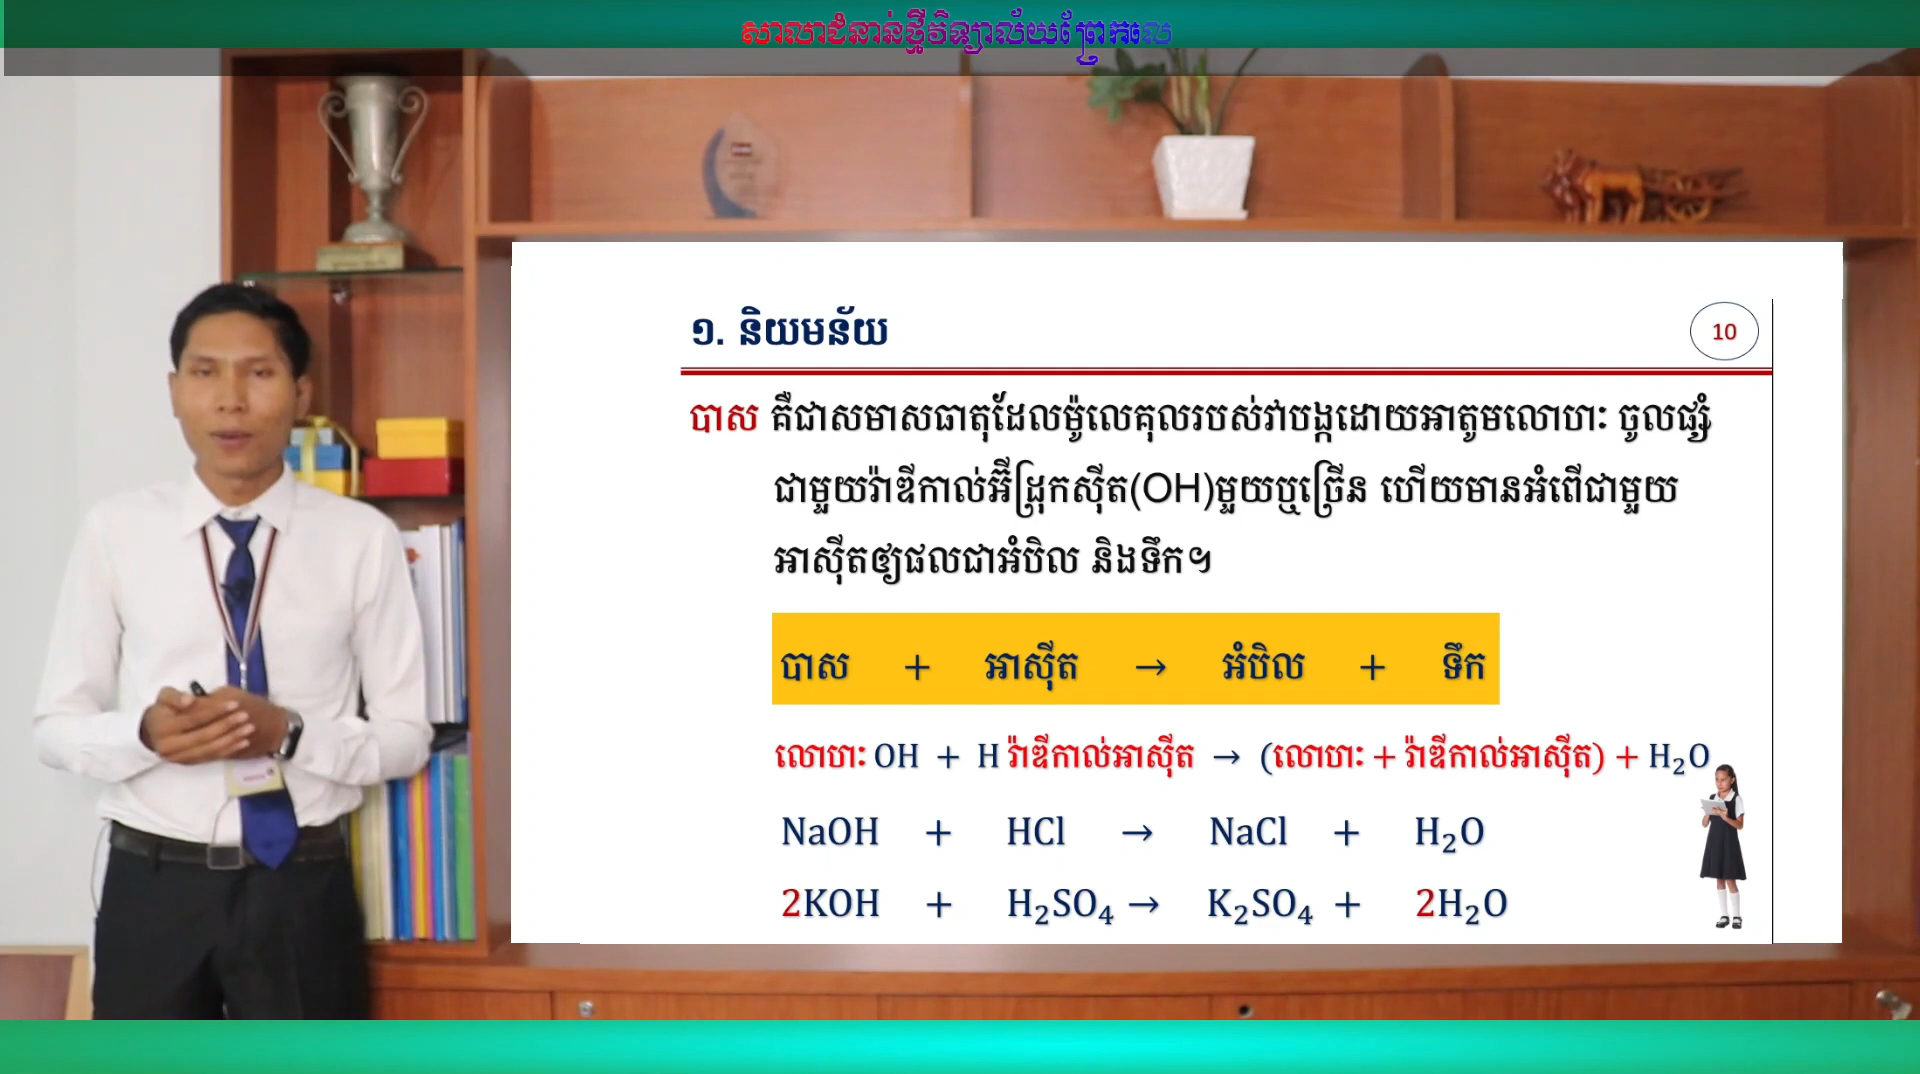 សាលាជំនាន់ថ្មីវិទ្យាល័យព្រែកលេ
១. និយមន័យ
10
បាស គឺជាសមាសធាតុដែលម៉ូលេគុលរបស់វាបង្កដោយអាតូមលោហៈ ចូលផ្សំ
ជាមួយរ៉ាឌីកាល់អ៊ីដ្រុកស៊ីត(OH)មួយឬច្រើន ហើយមានអំពើជាមួយ
អាស៊ីតឲ្យផលជាអំបិល និងទឹក។
បាស + អាស៊ីត → អំបិល + ទឹក
លោហៈ OH + H រ៉ាឌីកាល់អាស៊ីត → (លោហៈ + រ៉ាឌីកាល់អាស៊ីត) + H₂O
NaOH + HCl → NaCl + H₂O
2KOH + H₂SO₄ → K₂SO₄ + 2H₂O